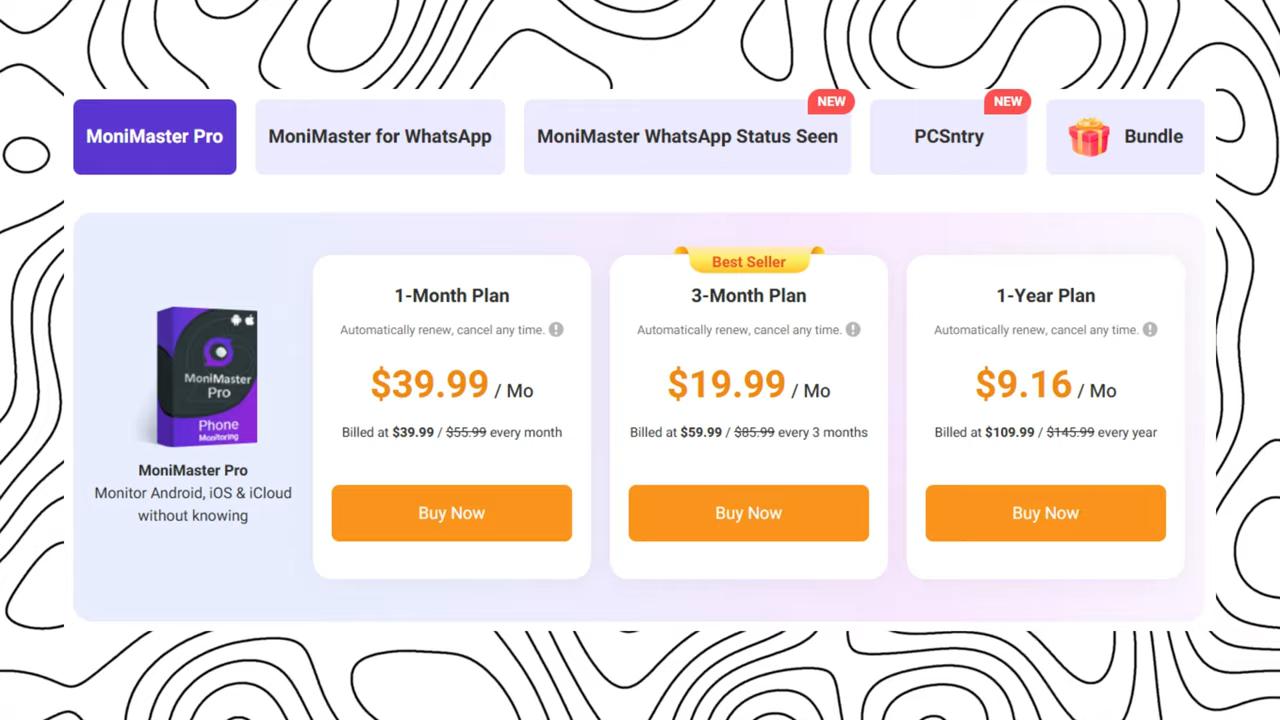 MoniMaster Pro
MoniMaster for WhatsApp
MoniMaster WhatsApp Status Seen
NEW
PCSntry
NEW
Bundle
MoniMaster
Pro
Phone
Monitoring
MoniMaster Pro
Monitor Android, iOS & iCloud
without knowing
1-Month Plan
Automatically renew, cancel any time.
$39.99 / Mo
Billed at $39.99 / $55.99 every month
Buy Now
Best Seller
3-Month Plan
Automatically renew, cancel any time.
$19.99 / Mo
Billed at $59.99 / $85.99 every 3 months
Buy Now
1-Year Plan
Automatically renew, cancel any time.
$9.16 / Mo
Billed at $109.99 / $145.99 every year
Buy Now